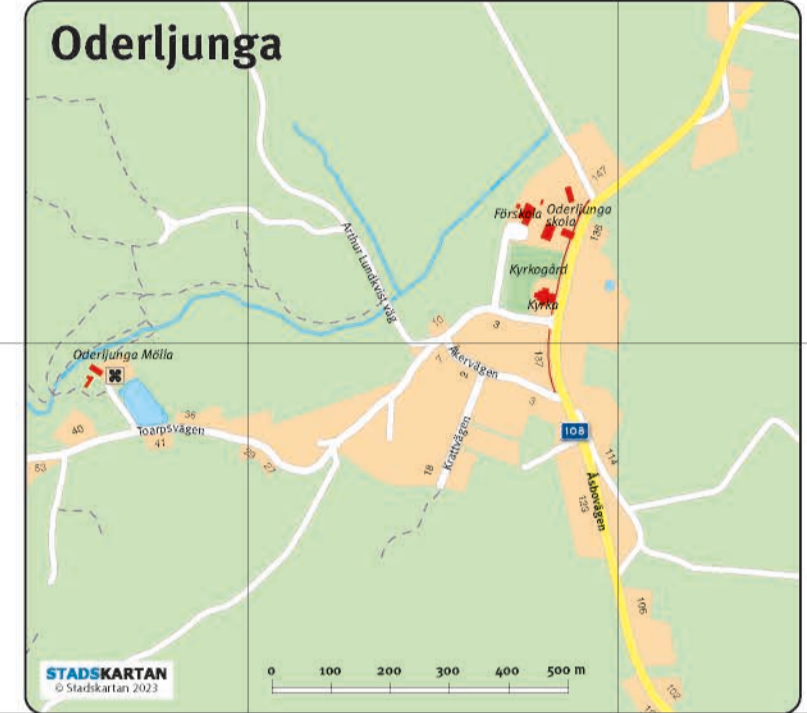 Oderljunga
147
Förskola
Oderljunga
skola
136
Kyrkogård
Kyrka
Arthur Lundkvist väg
10
3
Oderljunga Mölla
7
Åkervägen
2
137
3
36
40
Toarpsvägen
41
108
29
27
53
18
Krattvägen
114
Åsbovägen
123
106
102
STADSKARTAN
© Stadskartan 2023
0 100 200 300 400 500 m